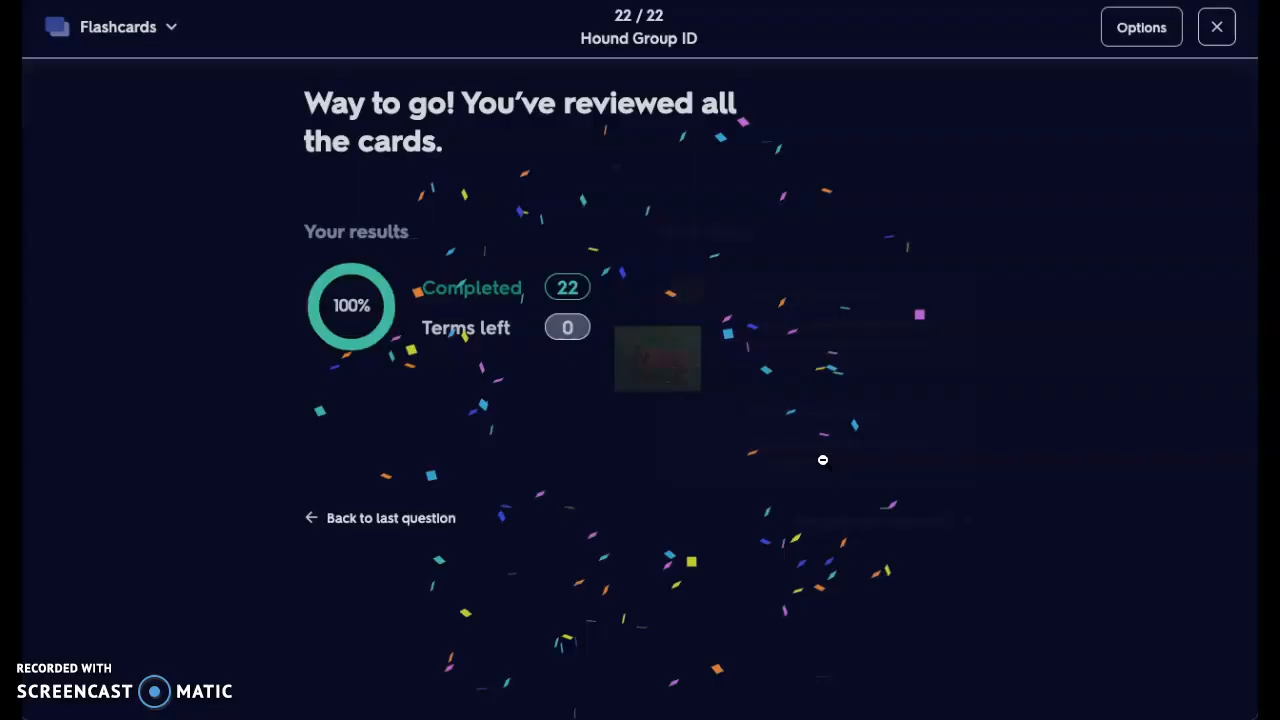 Flashcards
22 / 22
Hound Group ID
Options
Way to go! You've reviewed all
the cards.
Your results
100%
Completed 22
Terms left 0
Back to last question
RECORDED WITH
SCREENCAST MATIC